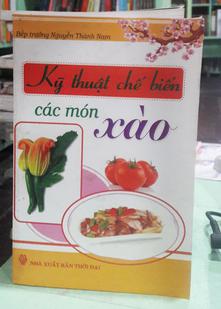 Bếp trưởng Nguyễn Thành Nam
Kỹ thuật chế biến
các món
xào
NHÀ XUẤT BẢN THỜI ĐẠI